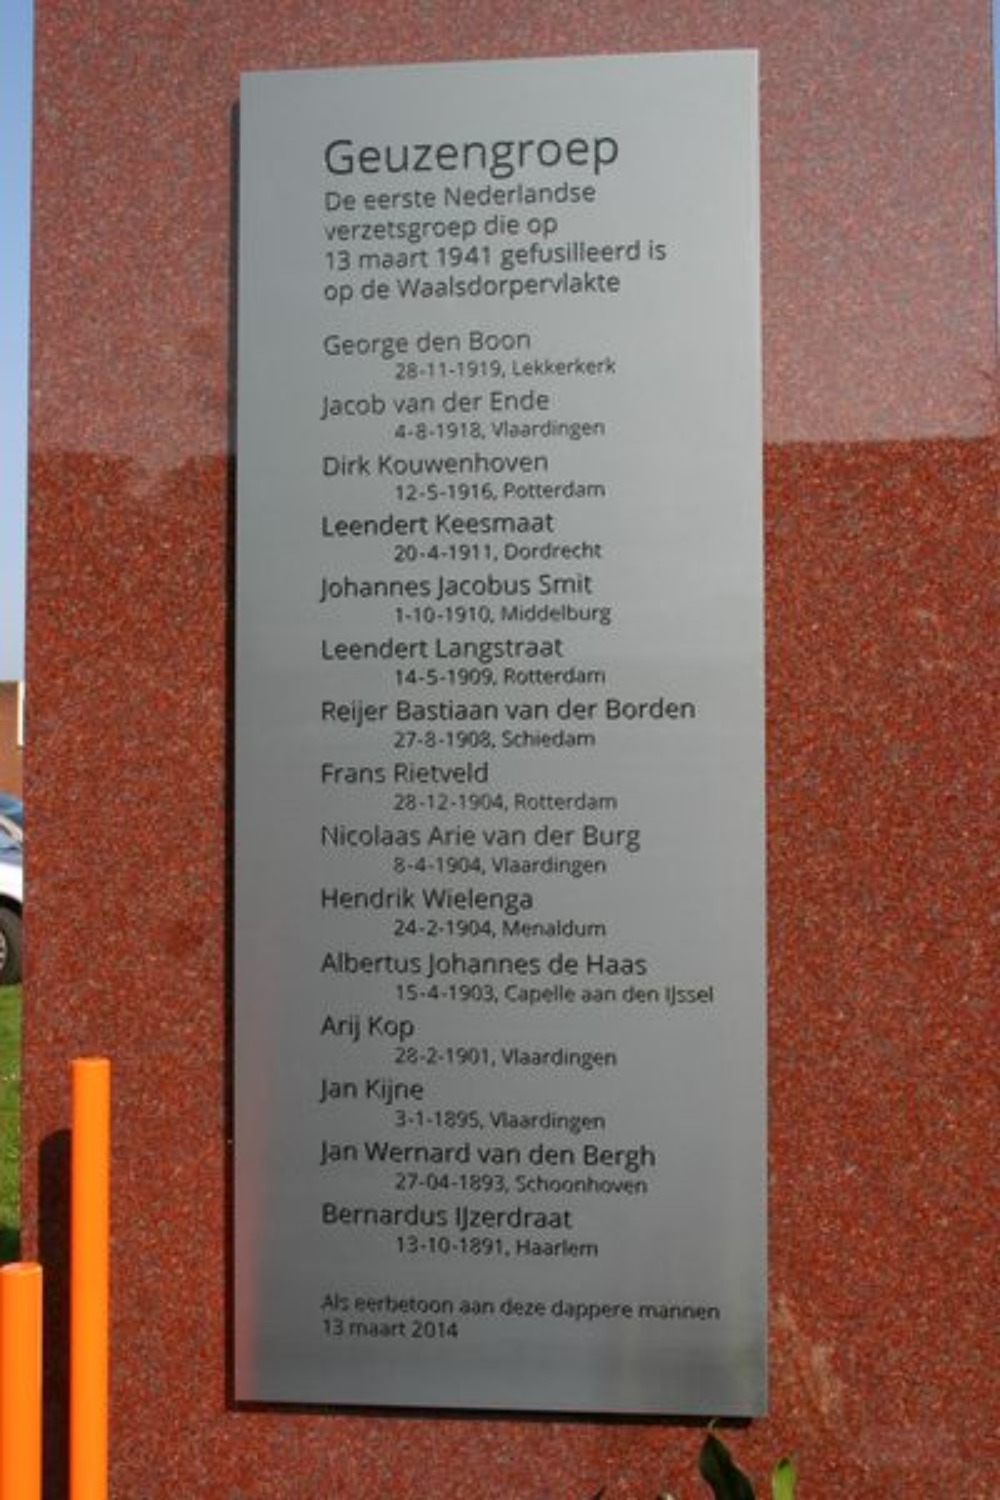 Geuzengroep
De eerste Nederlandse
verzetsgroep die op
13 maart 1941 gefusilleerd is
op de Waalsdorpervlakte
George den Boon
28-11-1919, Lekkerkerk
Jacob van der Ende
4-8-1918, Vlaardingen
Dirk Kouwenhoven
12-5-1916, Potterdam
Leendert Keesmaat
20-4-1911, Dordrecht
Johannes Jacobus Smit
1-10-1910, Middelburg
Leendert Langstraat
14-5-1909, Rotterdam
Reijer Bastiaan van der Borden
27-8-1908, Schiedam
Frans Rietveld
28-12-1904, Rotterdam
Nicolaas Arie van der Burg
8-4-1904, Vlaardingen
Hendrik Wielenga
24-2-1904, Menaldum
Albertus Johannes de Haas
15-4-1903, Capelle aan den IJssel
Arij Kop
28-2-1901, Vlaardingen
Jan Kijne
3-1-1895, Vlaardingen
Jan Wernard van den Bergh
27-04-1893, Schoonhoven
Bernardus IJzerdraat
13-10-1891, Haarlem
Als eerbetoon aan deze dappere mannen
13 maart 2014